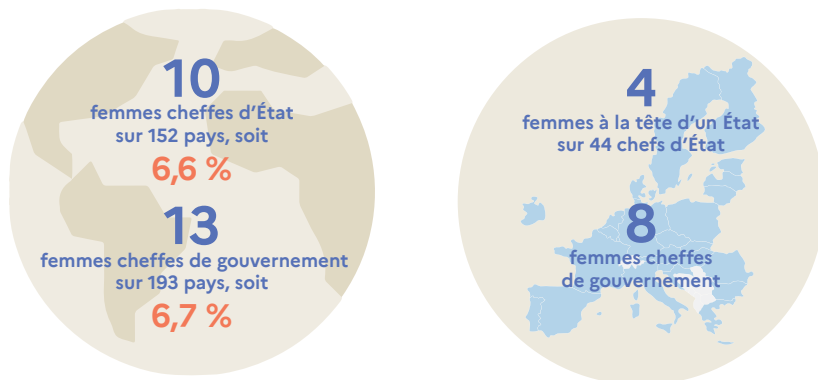 10
femmes cheffes d'État
sur 152 pays, soit
6,6 %
13
femmes cheffes de gouvernement
sur 193 pays, soit
6,7 %
4
femmes à la tête d'un État
sur 44 chefs d'État
8
femmes cheffes
de gouvernement